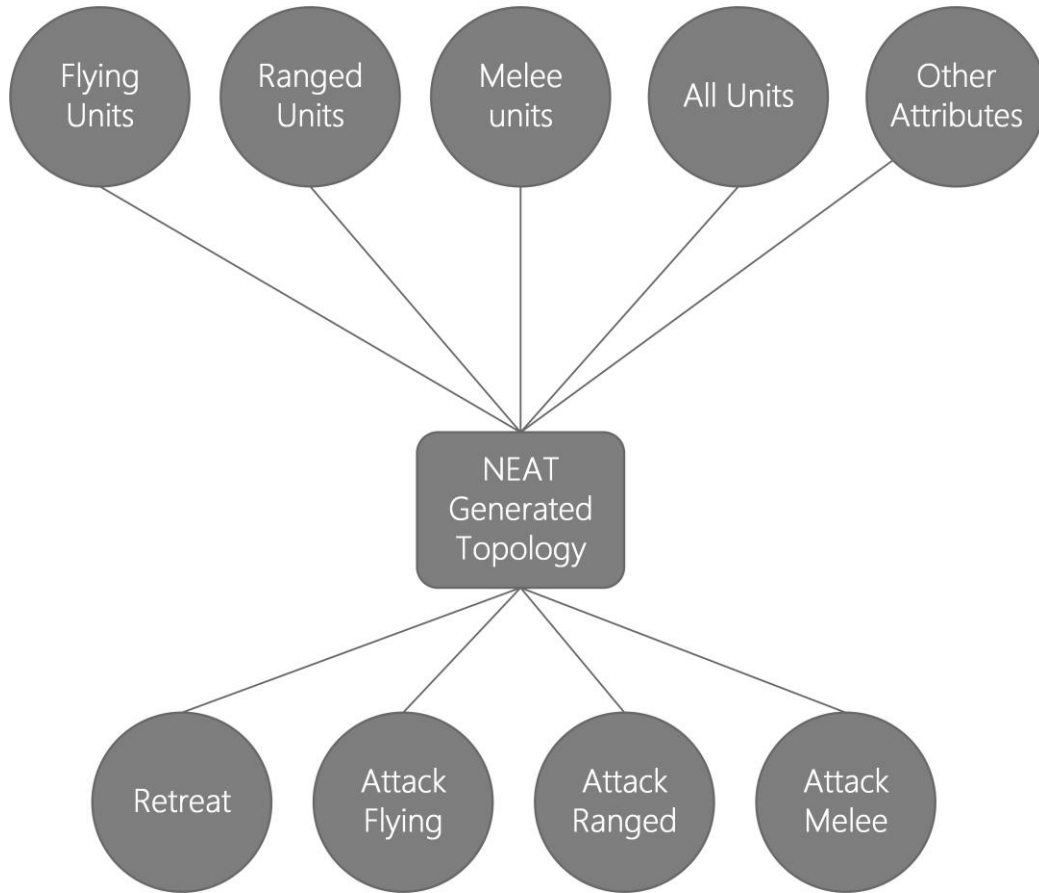 Flying
Units
Ranged
Units
Melee
units
All Units
Other
Attributes
NEAT
Generated
Topology
Retreat
Attack
Flying
Attack
Ranged
Attack
Melee